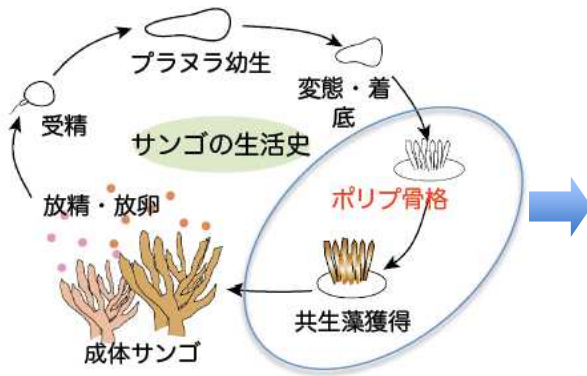 プラヌラ幼生
変態・着
底
受精
サンゴの生活史
放精・放卵
ポリプ骨格
共生藻獲得
成体サンゴ